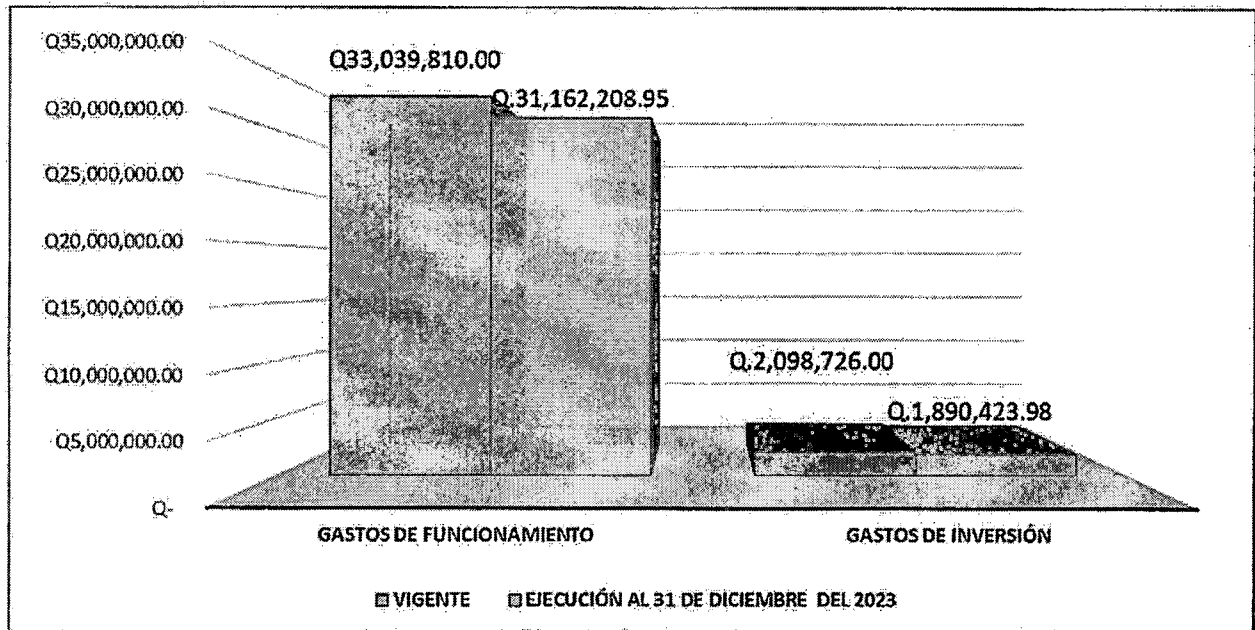 Q35,000,000.00
Q33,039,810.00
Q.31,162,208.95
Q30,000,000.00
Q25,000,000.00
Q20,000,000.00
Q15,000,000.00
Q10,000,000.00
Q.2,098,726.00
Q.1,890,423.98
Q5,000,000.00
Q-
GASTOS DE FUNCIONAMIENTO
GASTOS DE INVERSIÓN
VIGENTE
EJECUCIÓN AL 31 DE DICIEMBRE DEL 2023